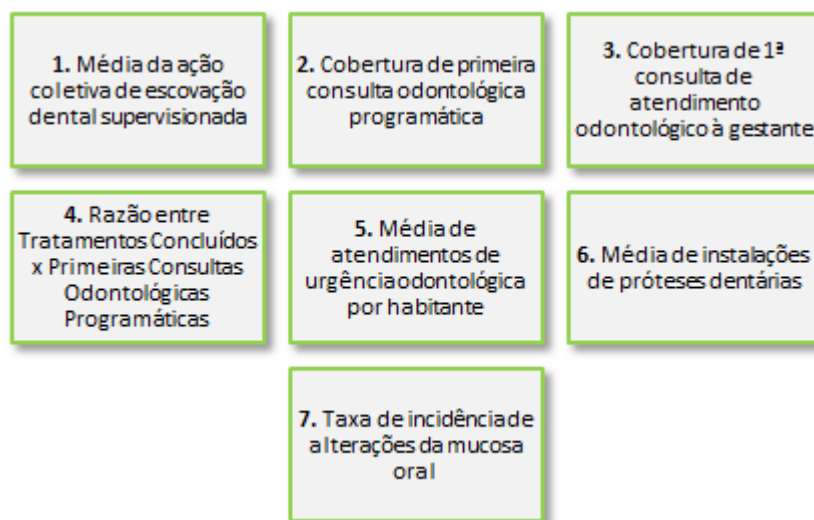 1. Média da ação
coletiva de escovação
dental supervisionada
2. Cobertura de primeira
consulta odontológica
programática
3. Cobertura de 1ª
consulta de
atendimento
odontológico à gestante
4. Razão entre
Tratamentos Concluídos
x Primeiras Consultas
Odontológicas
Programáticas
5. Média de
atendimentos de
urgência odontológica
por habitante
6. Média de instalações
de próteses dentárias
7. Taxa de incidência de
alterações da mucosa
oral